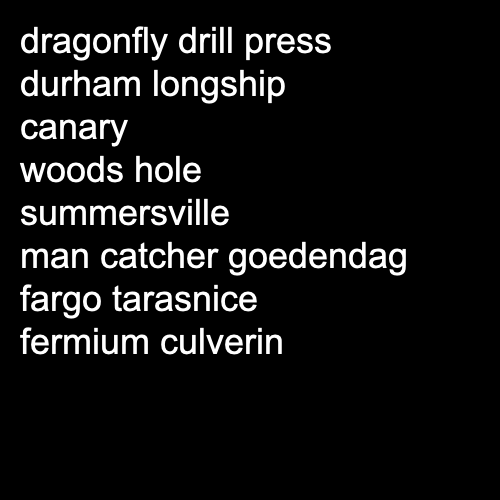 dragonfly drill press
durham longship
canary
woods hole
summersville
man catcher goedendag
fargo tarasnice
fermium culverin